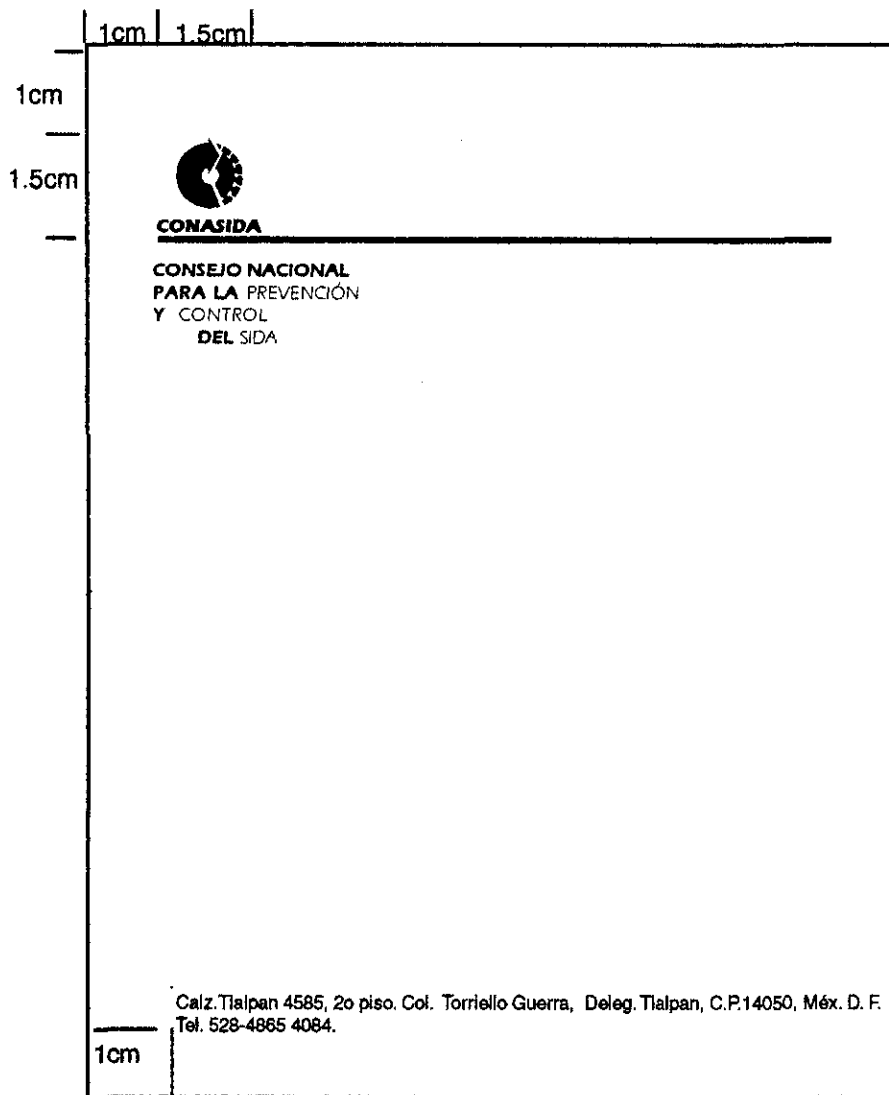 1cm 1.5cm
1cm
1.5cm
CONASIDA
CONSEJO NACIONAL
PARA LA PREVENCIÓN
Y CONTROL
DEL SIDA
Calz.Tlalpan 4585, 2o piso. Col. Torriello Guerra, Deleg. Tlalpan, C.P.14050, Méx. D. F.
Tel. 528-4865 4084.
1cm